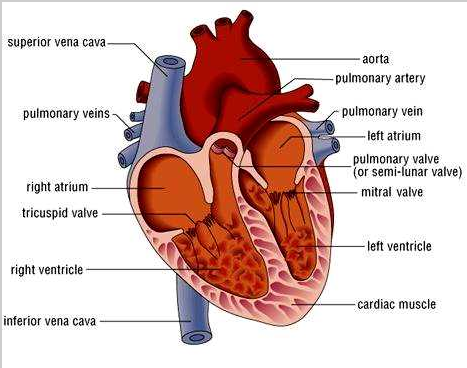 superior vena cava
pulmonary veins
right atrium
tricuspid valve
right ventricle
inferior vena cava
aorta
pulmonary artery
pulmonary vein
left atrium
pulmonary valve
(or semi-lunar valve)
mitral valve
left ventricle
cardiac muscle